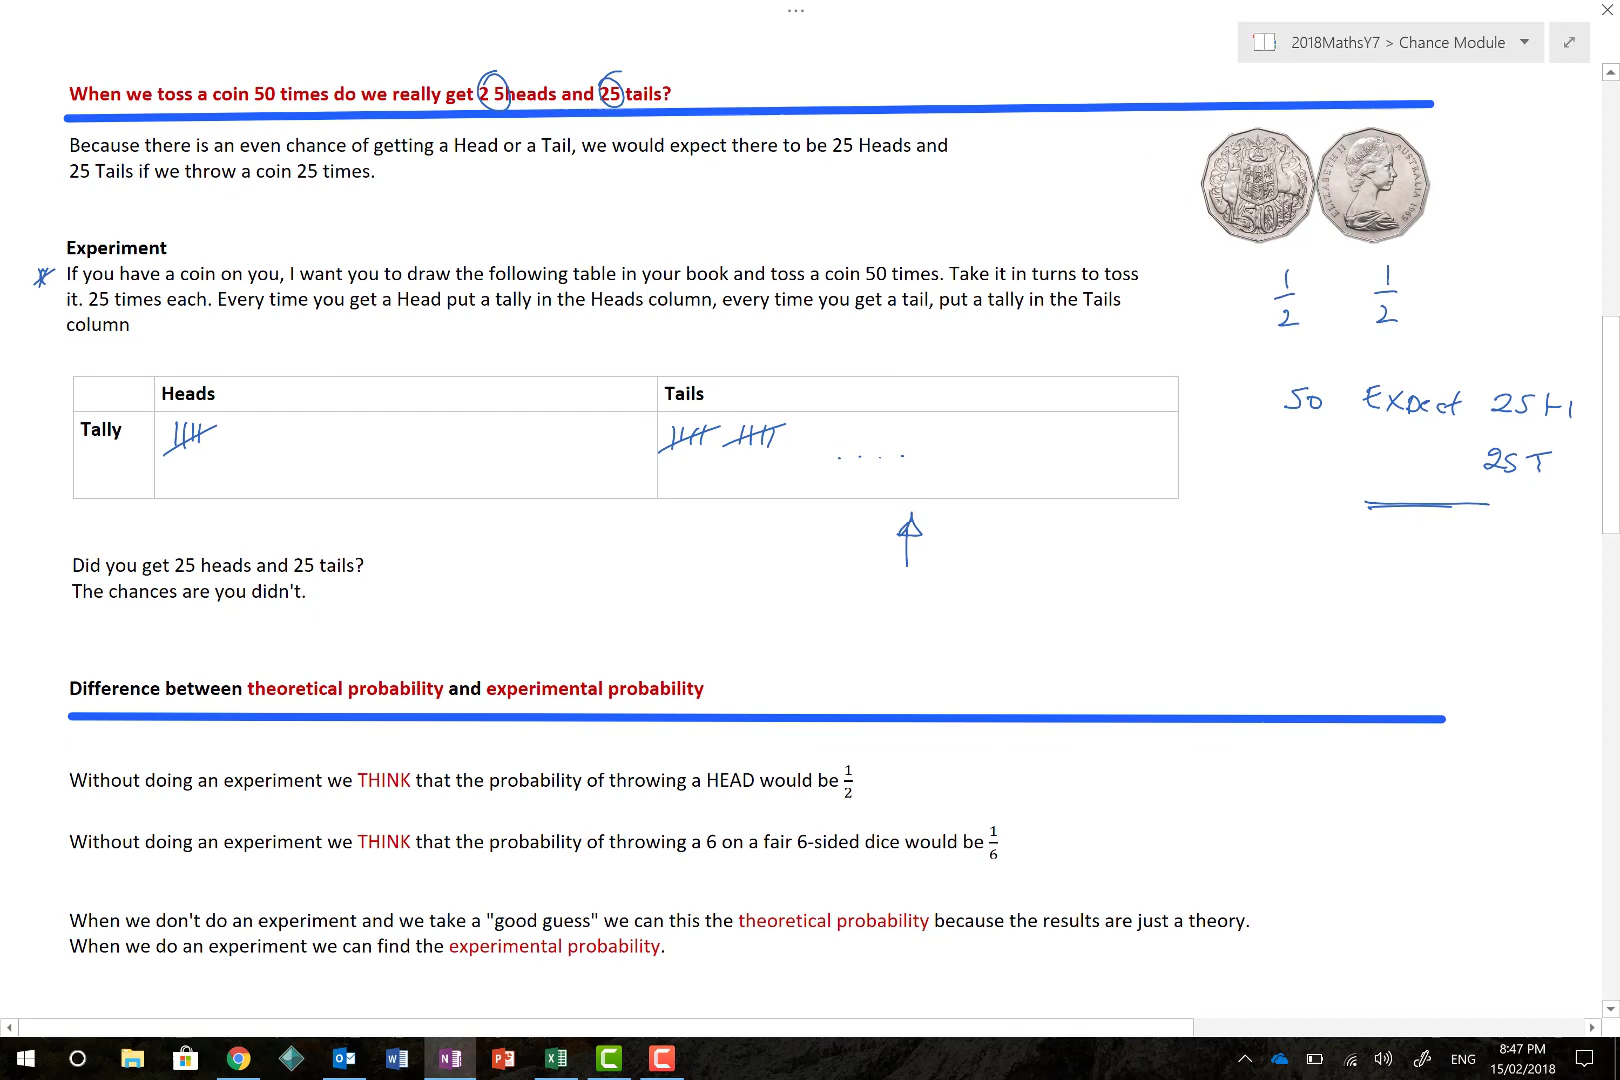 2018MathsY7 > Chance Module
When we toss a coin 50 times do we really get 2 5heads and 25 tails?
Because there is an even chance of getting a Head or a Tail, we would expect there to be 25 Heads and
25 Tails if we throw a coin 25 times.
50
ELIZABETH II AUSTRALIA 1969
Experiment
If you have a coin on you, I want you to draw the following table in your book and toss a coin 50 times. Take it in turns to toss
it. 25 times each. Every time you get a Head put a tally in the Heads column, every time you get a tail, put a tally in the Tails
column
1/2 1/2
Heads Tails
Tally
So Expect 25H
25T
Did you get 25 heads and 25 tails?
The chances are you didn't.
Difference between theoretical probability and experimental probability
Without doing an experiment we THINK that the probability of throwing a HEAD would be 1/2
Without doing an experiment we THINK that the probability of throwing a 6 on a fair 6-sided dice would be 1/6
When we don't do an experiment and we take a "good guess" we can this the theoretical probability because the results are just a theory.
When we do an experiment we can find the experimental probability.
ENG
8:47 PM
15/02/2018